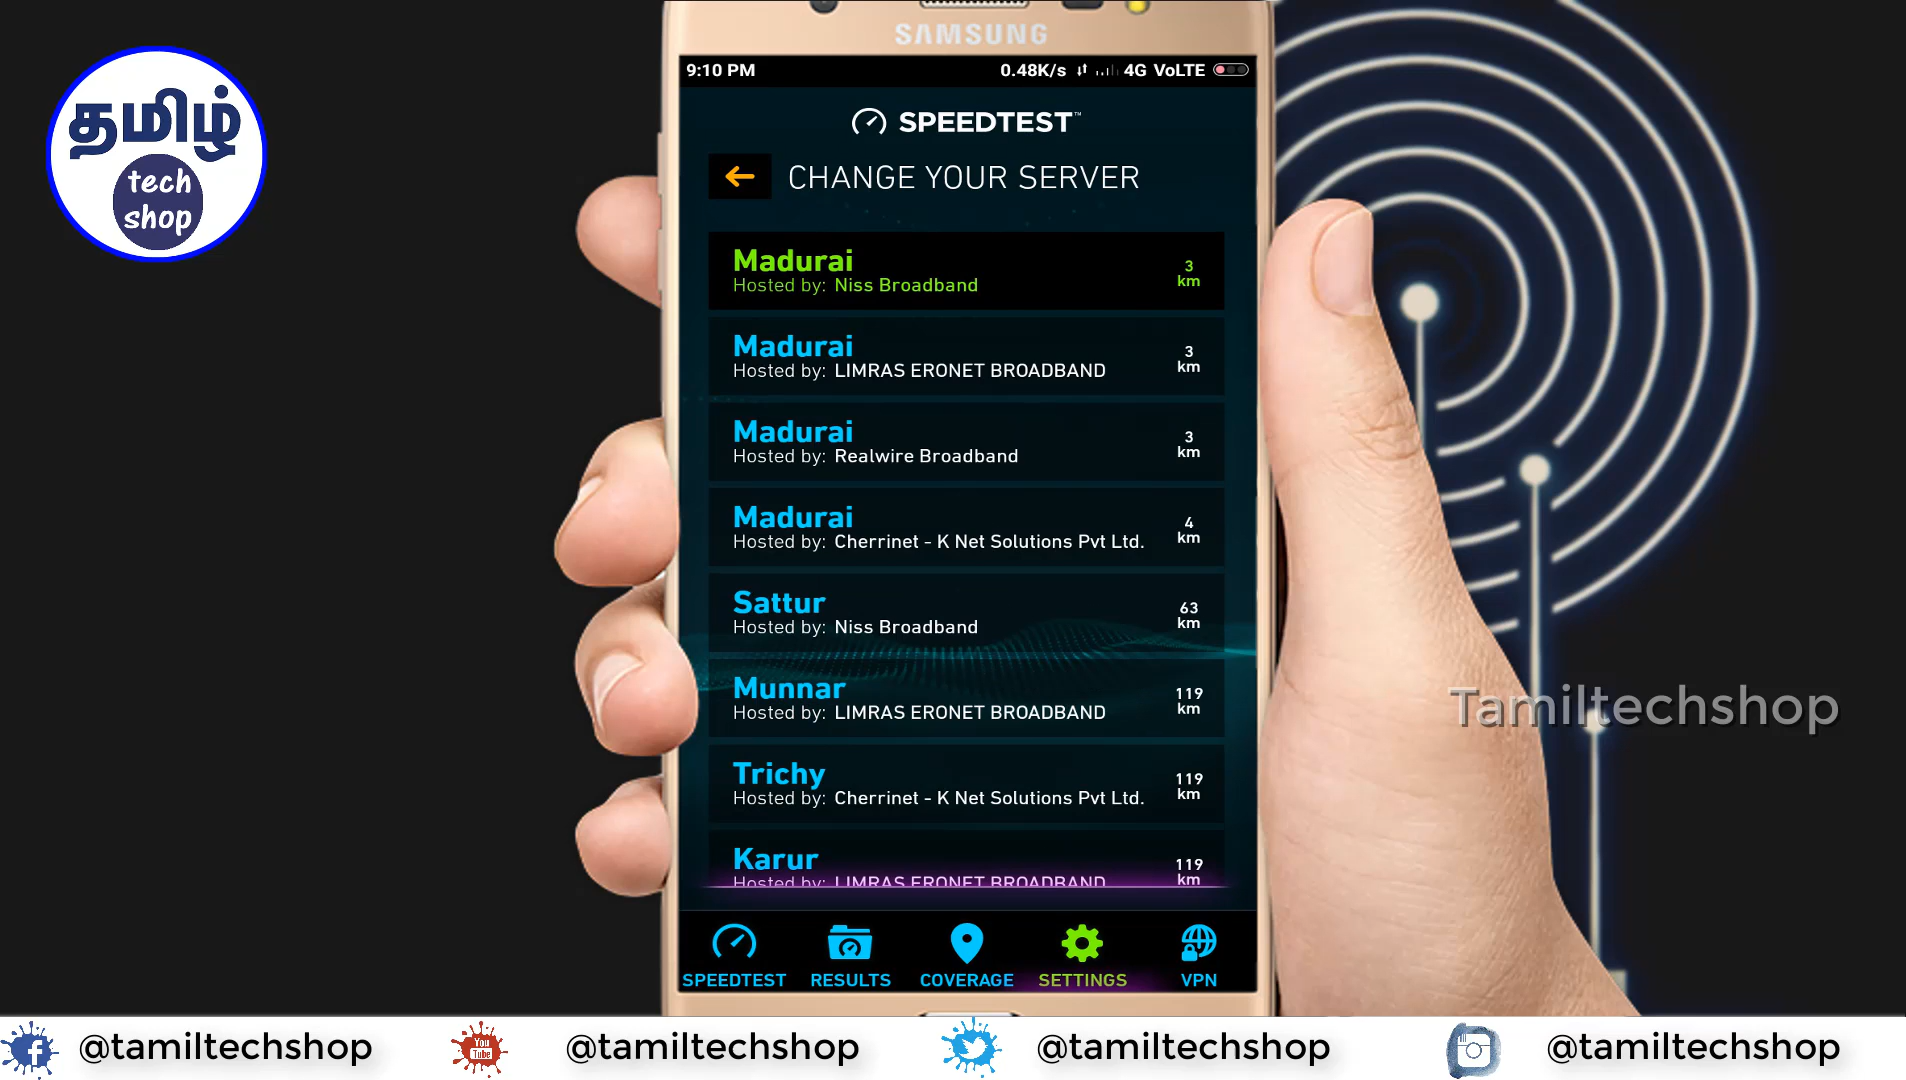 தமிழ்
tech
shop
SAMSUNG
9:10 PM 0.48K/s 4G VoLTE
SPEEDTEST™
CHANGE YOUR SERVER
Madurai
Hosted by: Niss Broadband
3
km
Madurai
Hosted by: LIMRAS ERONET BROADBAND
3
km
Madurai
Hosted by: Realwire Broadband
3
km
Madurai
Hosted by: Cherrinet - K Net Solutions Pvt Ltd.
4
km
Sattur
Hosted by: Niss Broadband
63
km
Munnar
Hosted by: LIMRAS ERONET BROADBAND
119
km
Trichy
Hosted by: Cherrinet - K Net Solutions Pvt Ltd.
119
km
Karur
Hosted by: LIMRAS ERONET BROADBAND
119
km
SPEEDTEST RESULTS COVERAGE SETTINGS VPN
Tamiltechshop
@tamiltechshop You Tube @tamiltechshop @tamiltechshop @tamiltechshop